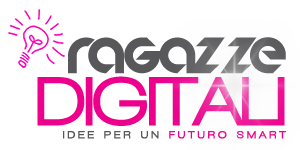 ragazze
DIGITALI
IDEE PER UN FUTURO SMART